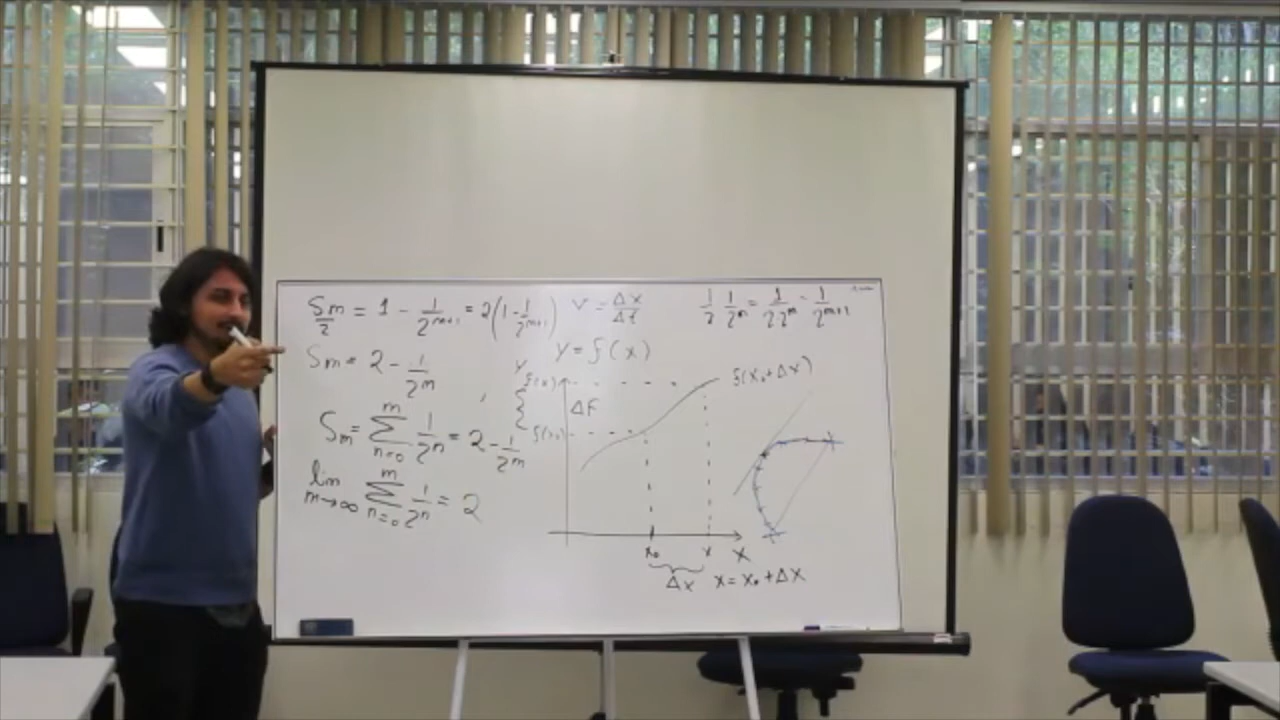 Sm/2 = 1 - 1/2^(m+1) = 2(1 - 1/2^(m+1))
Sm = 2 - 1/2^m
Sm = ∑_(n=0)^m 1/2^n = 2 - 1/2^m
lim_(m→∞) ∑_(n=0)^m 1/2^n = 2
V = Δx/Δt
y = f(x)
y
f(x)
ΔF
f(x₀)
f(x₀+Δx)
x₀ x X
Δx x = x₀ + Δx
1/2 1/2^m = 1/2 2^m = 1/2^(m+1)